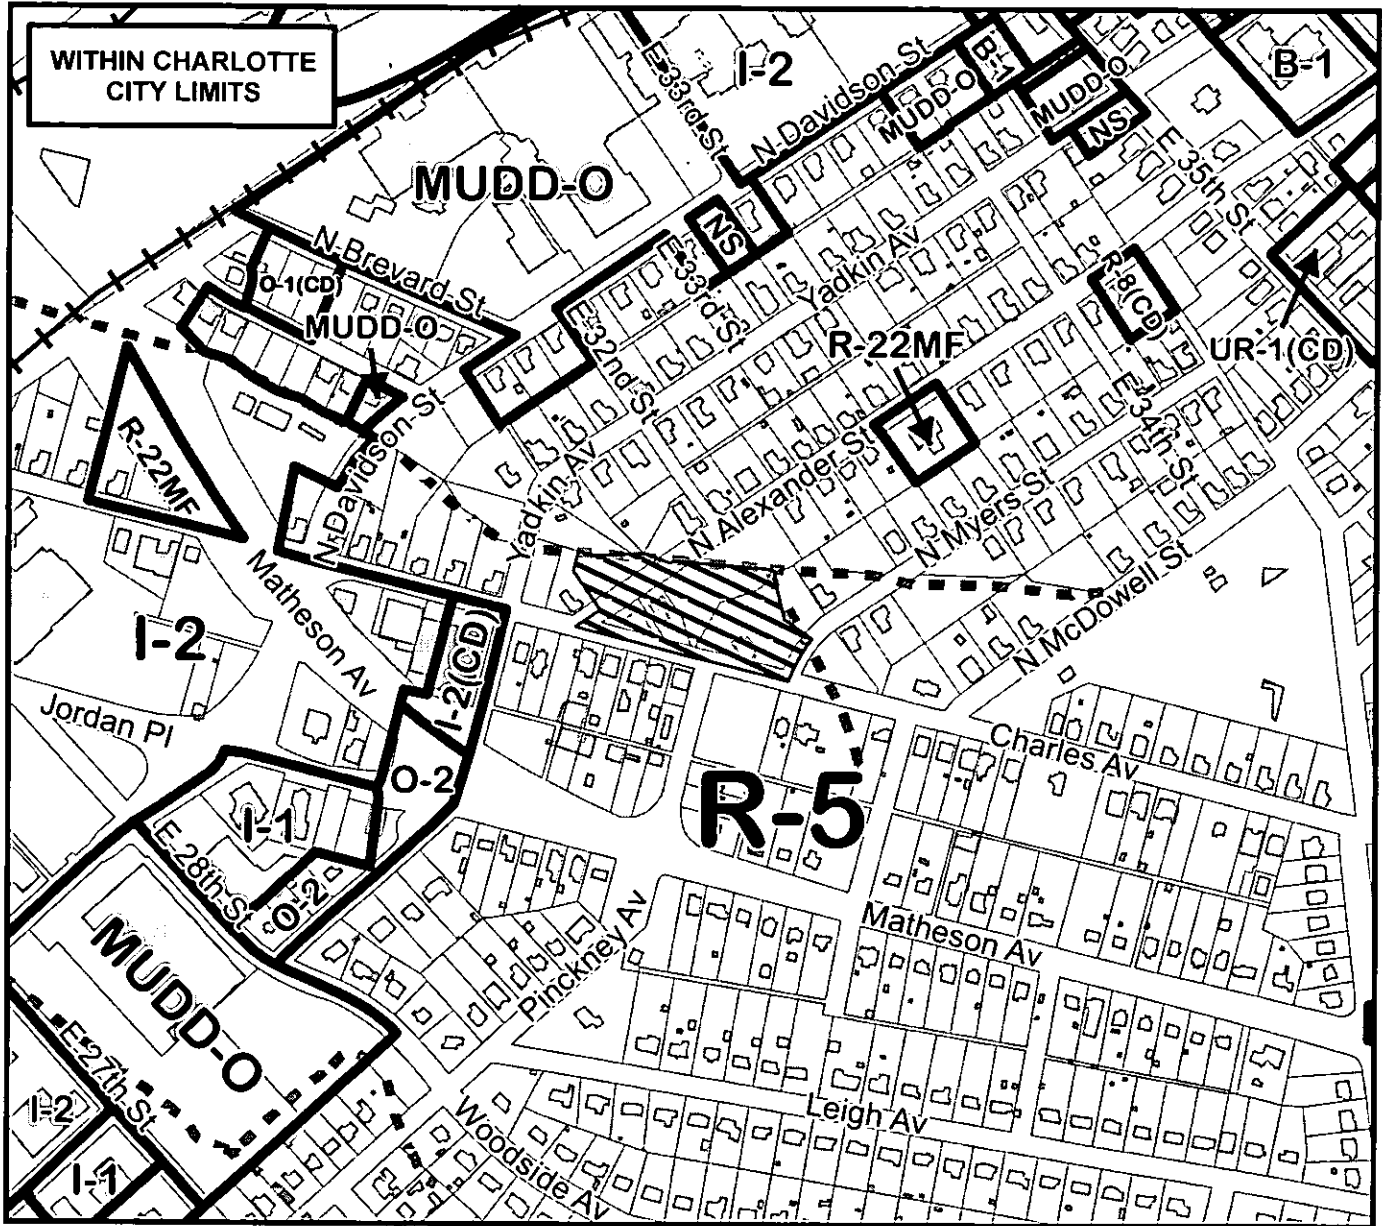 WITHIN CHARLOTTE
CITY LIMITS
E 33rd St
I-2
N Davidson St
B-1
MUDD-O
MUDD-O
NS
B-1
E 35th St
MUDD-O
N Brevard St
O-1(CD)
MUDD-O
NS
E 33rd St
Yadkin Av
R-8(CD)
UR-1(CD)
E 32nd St
R-22MF
E 34th St
R-22MF
N Davidson St
Yadkin Av
N Alexander St
N Myers St
N McDowell St
Matheson Av
I-2
I-2(CD)
Jordan Pl
O-2
Charles Av
R-5
I-1
E 28th St
O-2
Pinckney Av
Matheson Av
MUDD-O
E 27th St
I-2
I-1
Woodside Av
Leigh Av